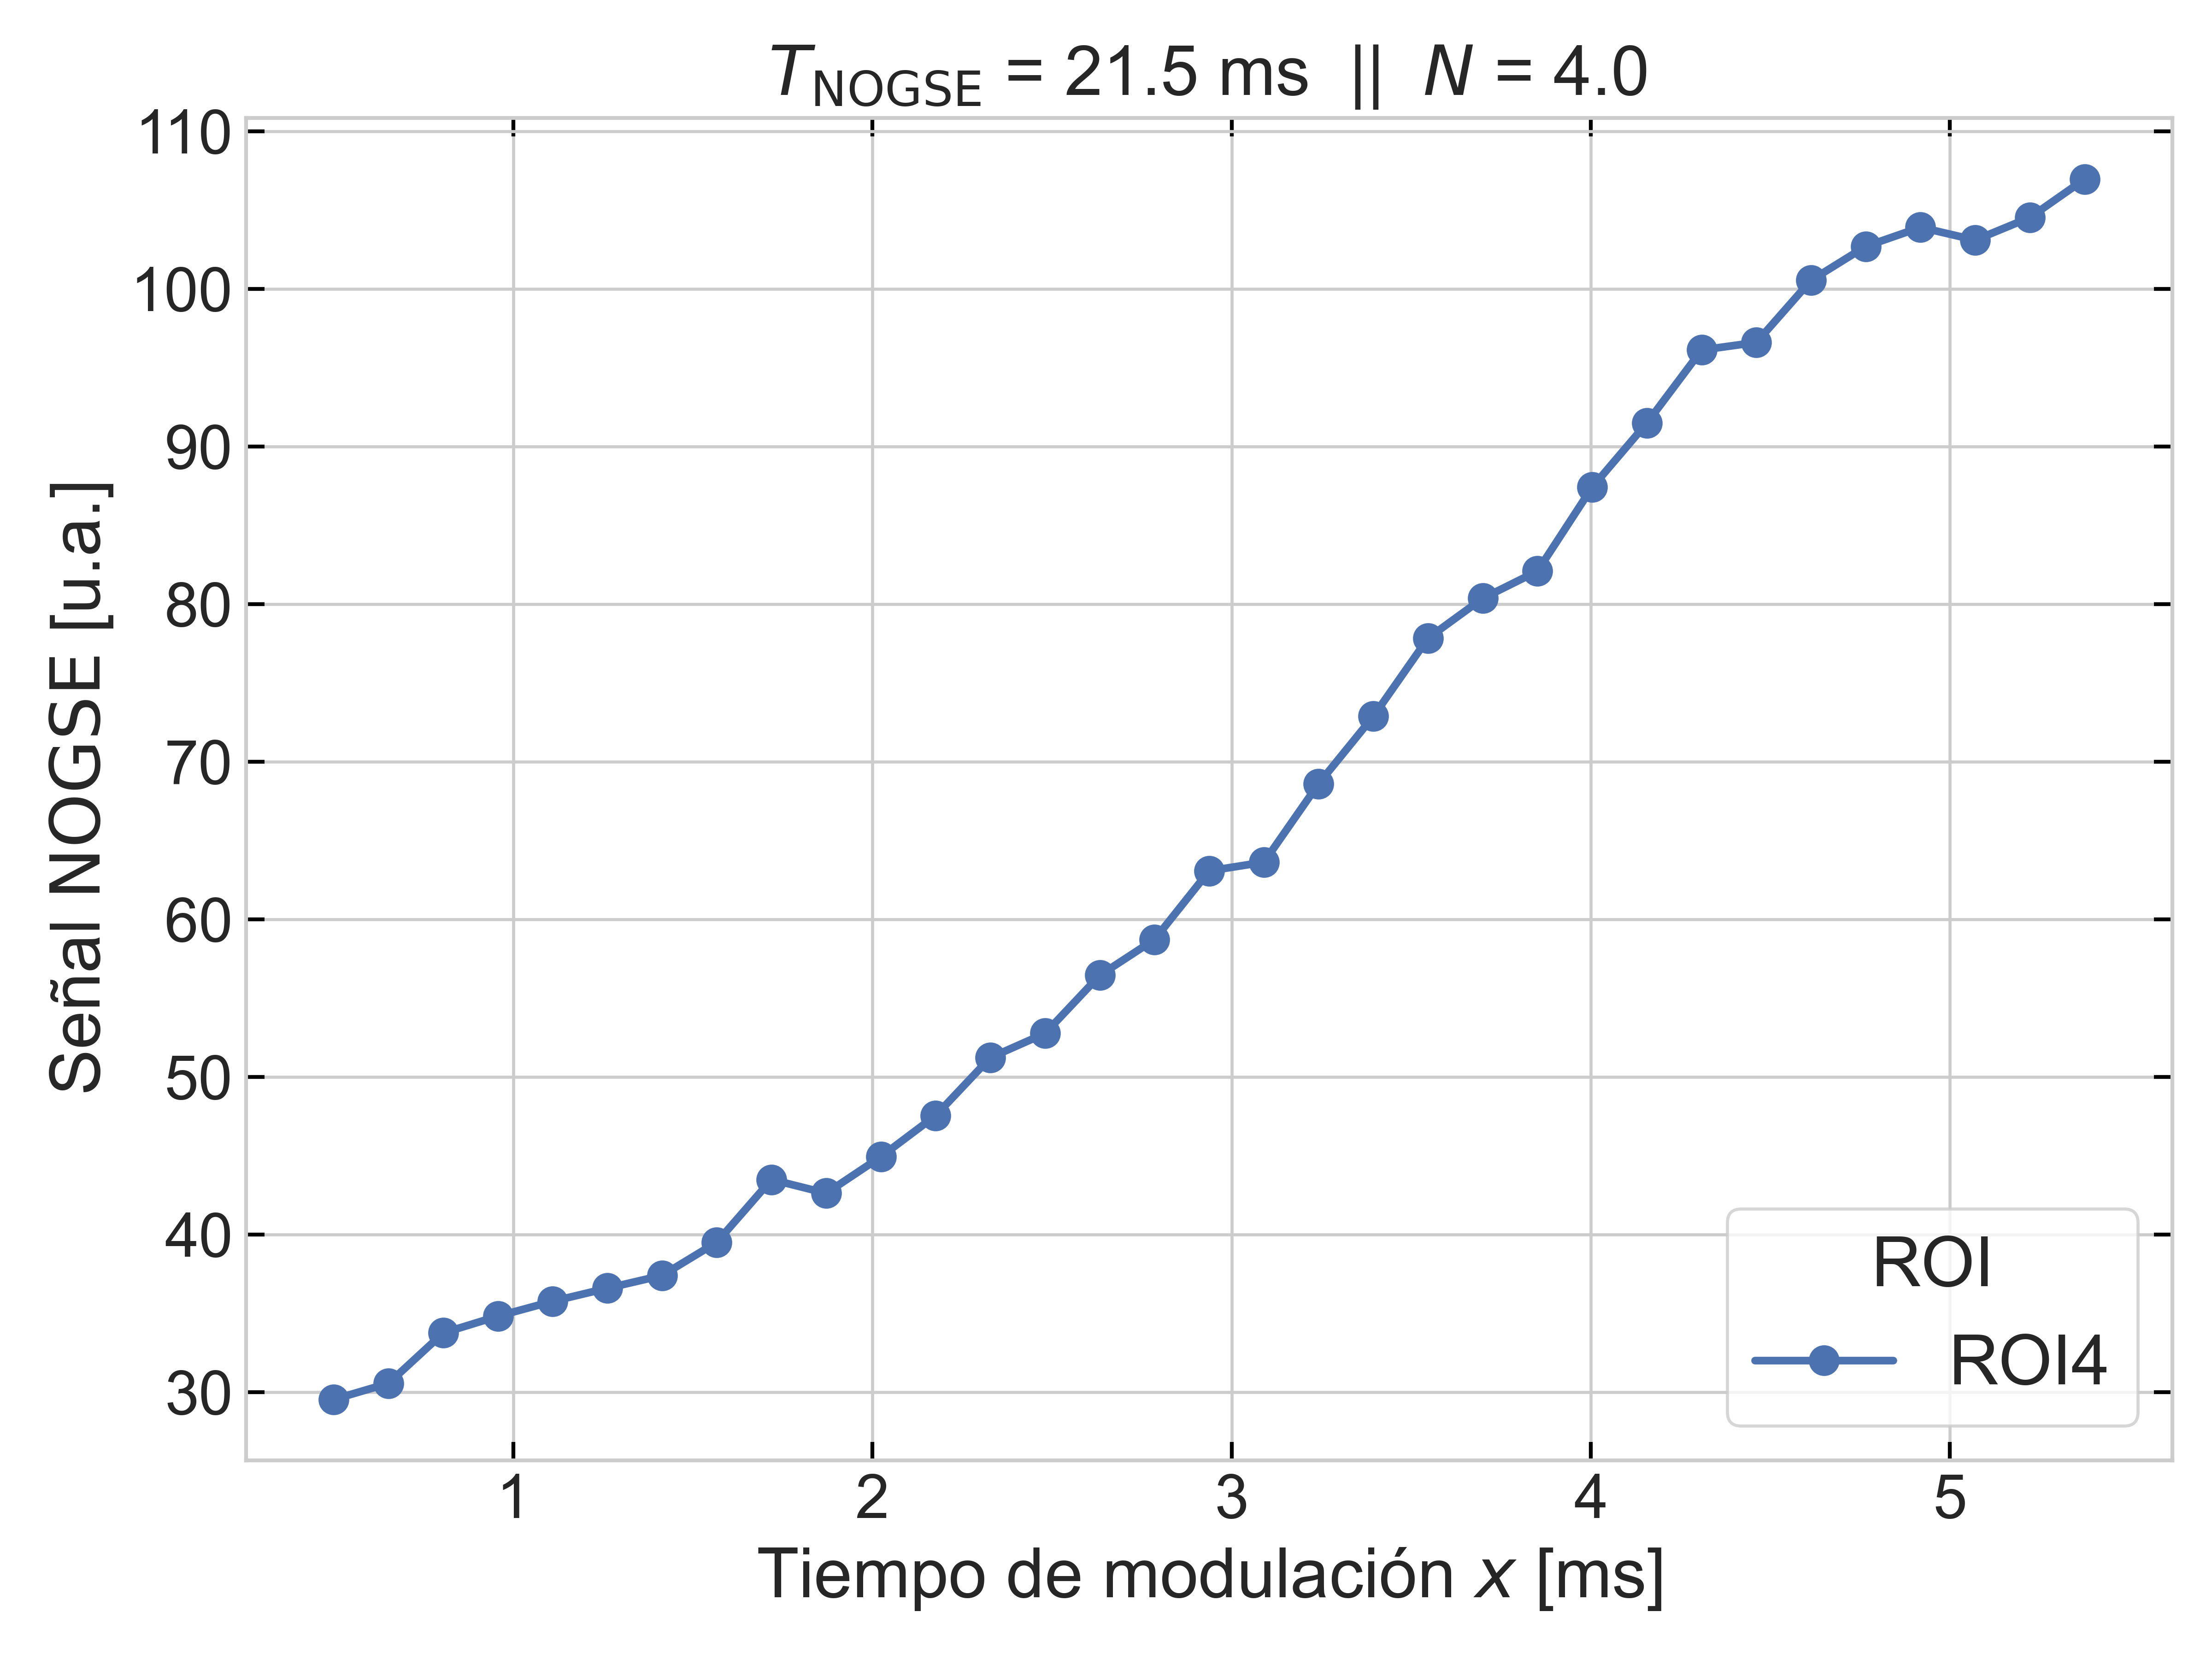 T_NOGSE = 21.5 ms || N = 4.0
Señal NOGSE [u.a.]
110
100
90
80
70
60
50
40
30
ROI
ROI4
1 2 3 4 5
Tiempo de modulación x [ms]